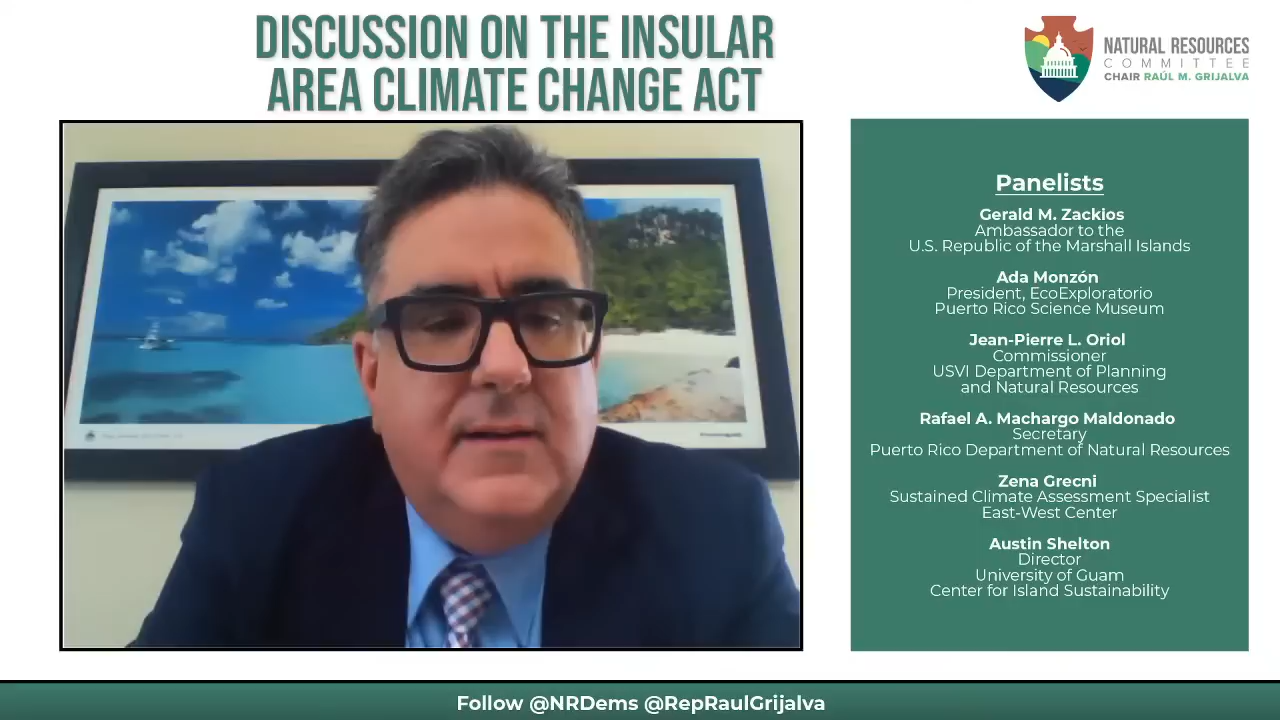 DISCUSSION ON THE INSULAR
AREA CLIMATE CHANGE ACT
NATURAL RESOURCES
COMMITTEE
CHAIR RAÚL M. GRIJALVA
Panelists
Gerald M. Zackios
Ambassador to the
U.S. Republic of the Marshall Islands
Ada Monzón
President, EcoExploratorio
Puerto Rico Science Museum
Jean-Pierre L. Oriol
Commissioner
USVI Department of Planning
and Natural Resources
Rafael A. Machargo Maldonado
Secretary
Puerto Rico Department of Natural Resources
Zena Grecni
Sustained Climate Assessment Specialist
East-West Center
Austin Shelton
Director
University of Guam
Center for Island Sustainability
Follow @NRDems @RepRaulGrijalva